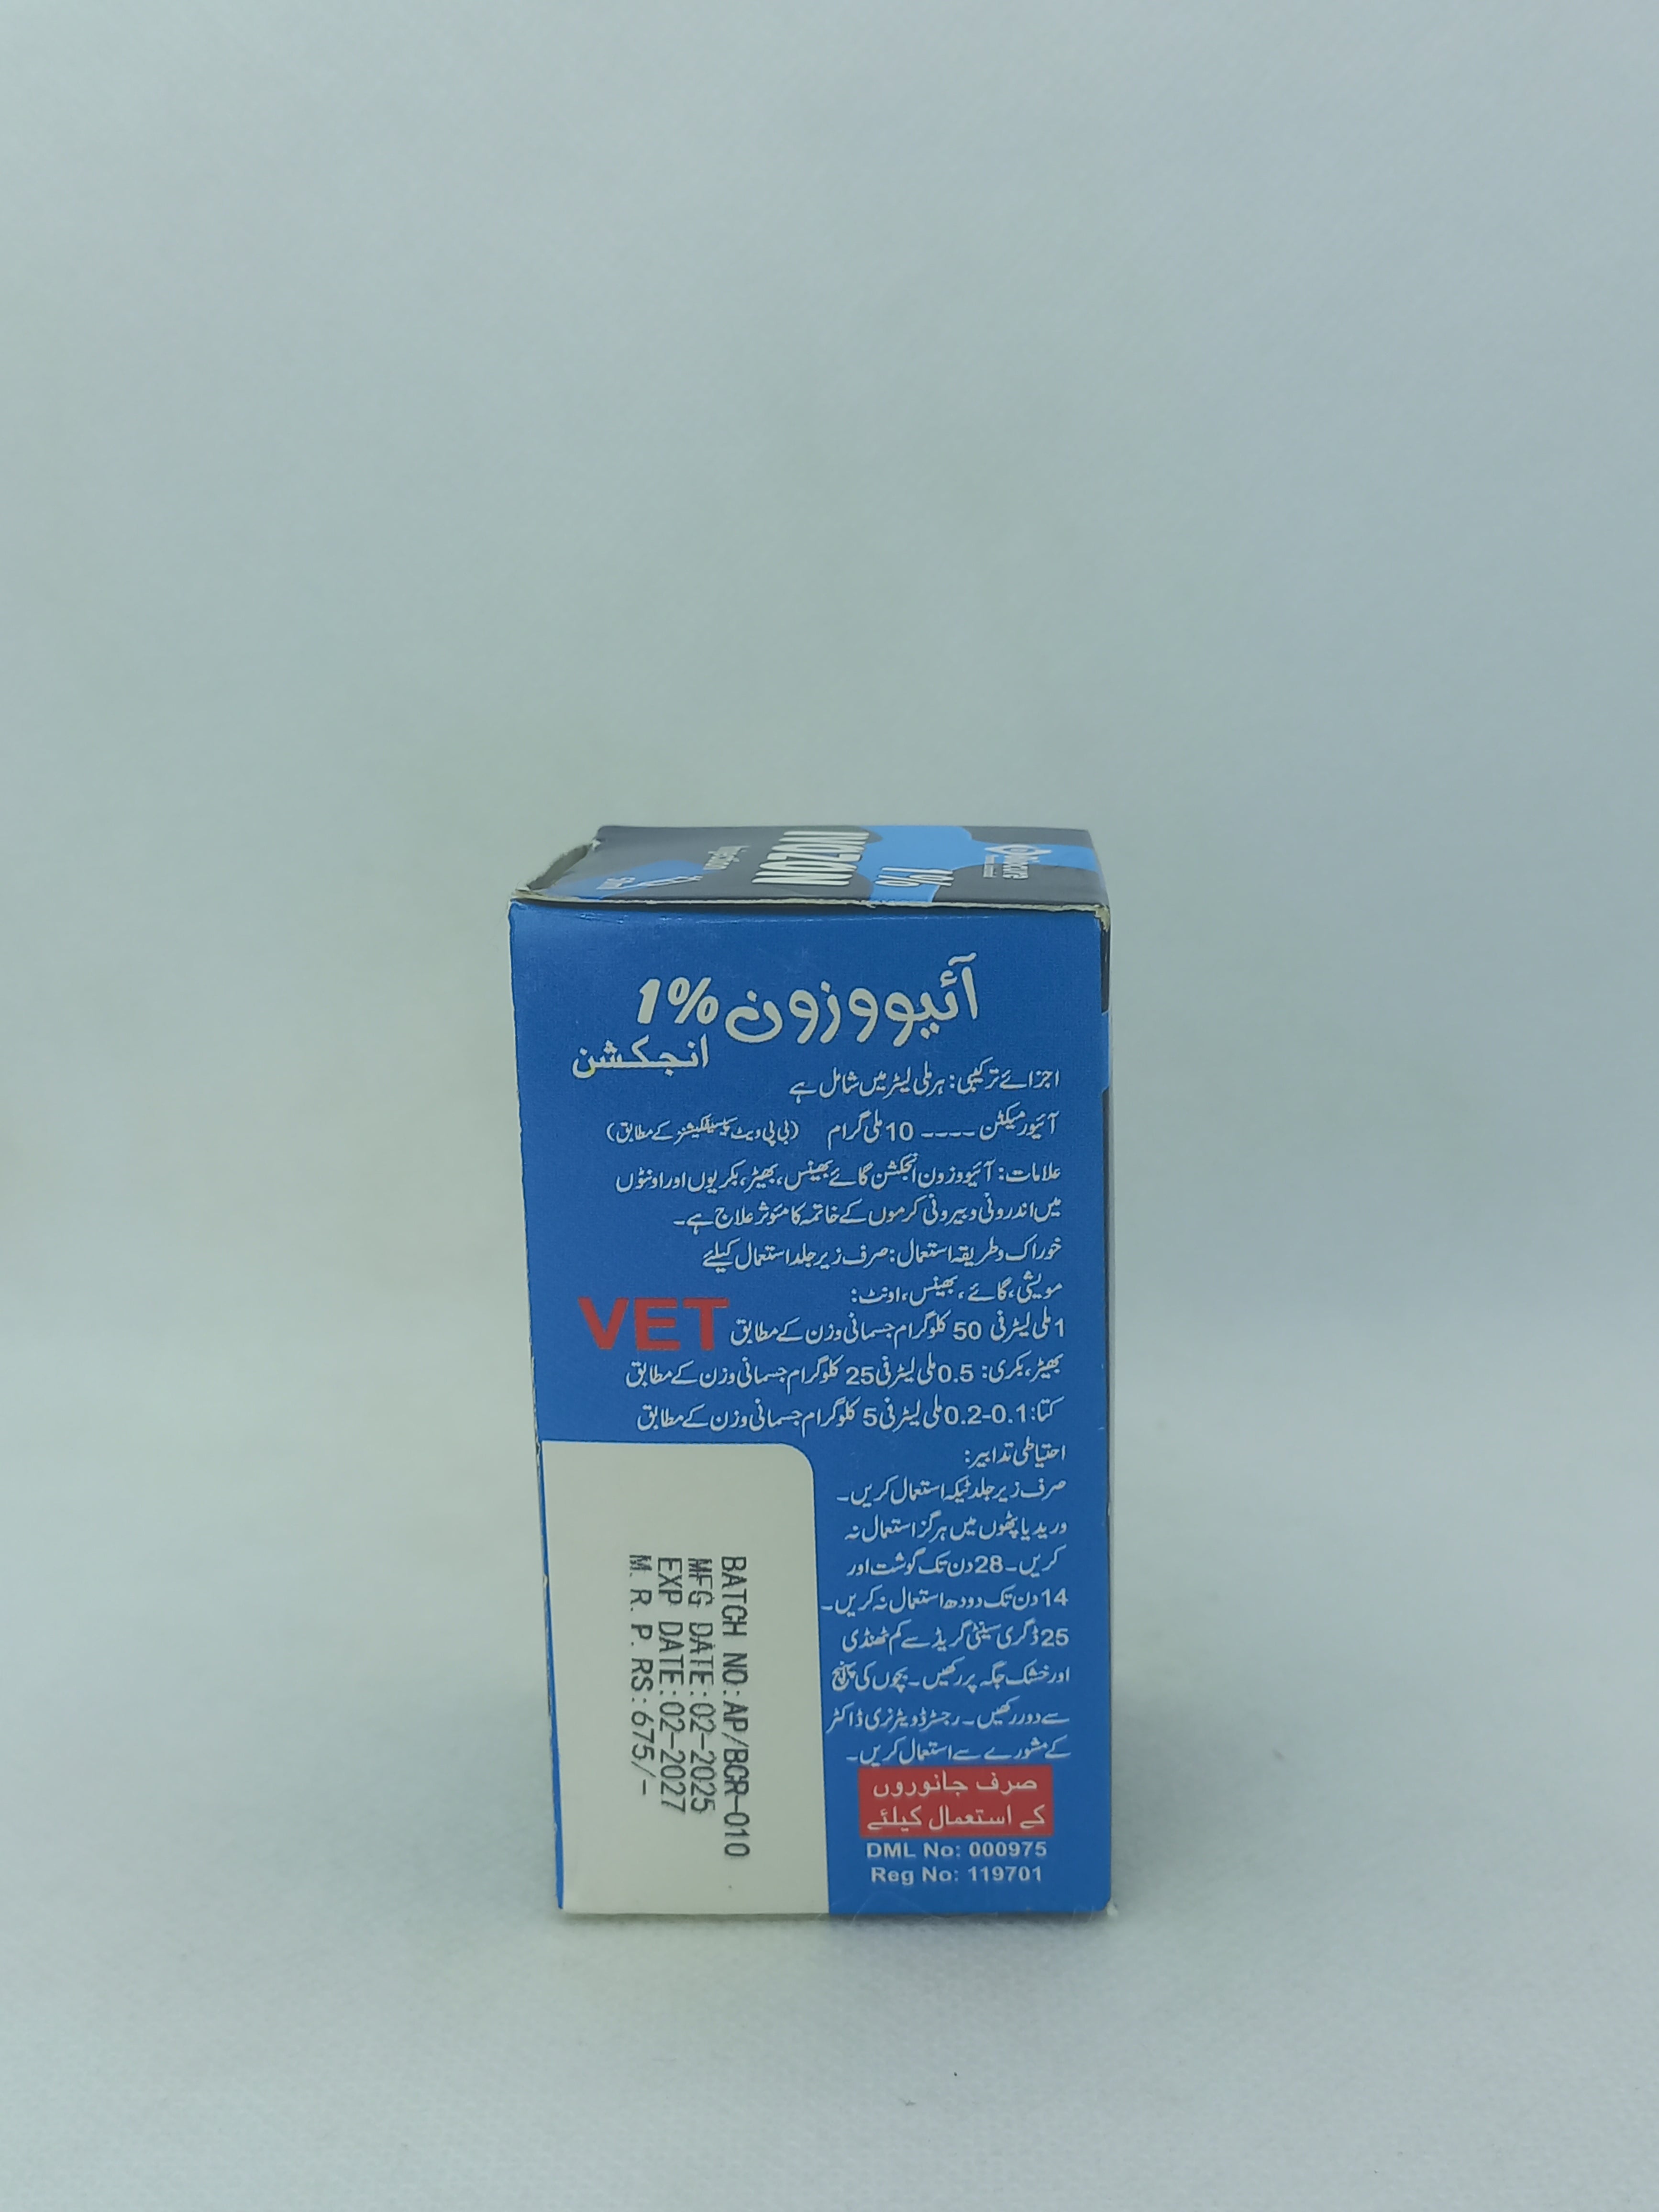 1%
آئیووزون 1%
انجکشن
اجزائے ترکیبی: ہر ملی لیٹر میں شامل ہے
آئیورمیکٹن ---- 10 ملی گرام (بی پی ویٹ سپیسیفکیشنز کے مطابق)
علامات: آئیووزون انجکشن گائے بھینس، بھیڑ، بکریوں اور اونٹوں
میں اندرونی و بیرونی کرموں کے خاتمہ کا مئوثر علاج ہے۔
خوراک و طریقہ استعمال: صرف زیر جلد استعمال کیلئے
مویشی، گائے، بھینس، اونٹ:
1 ملی لیٹر فی 50 کلوگرام جسمانی وزن کے مطابق
VET
بھیڑ، بکری: 0.5 ملی لیٹر فی 25 کلوگرام جسمانی وزن کے مطابق
کتا: 0.1-0.2 ملی لیٹر فی 5 کلوگرام جسمانی وزن کے مطابق
احتیاطی تدابیر:
صرف زیر جلد ٹیکہ استعمال کریں۔
ورید یا پٹھوں میں ہرگز استعمال نہ
کریں۔ 28 دن تک گوشت اور
14 دن تک دودھ استعمال نہ کریں۔
25 ڈگری سینٹی گریڈ سے کم ٹھنڈی
اور خشک جگہ پر رکھیں۔ بچوں کی پہنچ
سے دور رکھیں۔ رجسٹرڈ ویٹرنری ڈاکٹر
کے مشورے سے استعمال کریں۔
صرف جانوروں
کے استعمال کیلئے
DML No: 000975
Reg No: 119701
BATCH NO: AP/BCR-010
MFG DATE: 02-2025
EXP DATE: 02-2027
M. R. P. RS: 675/-